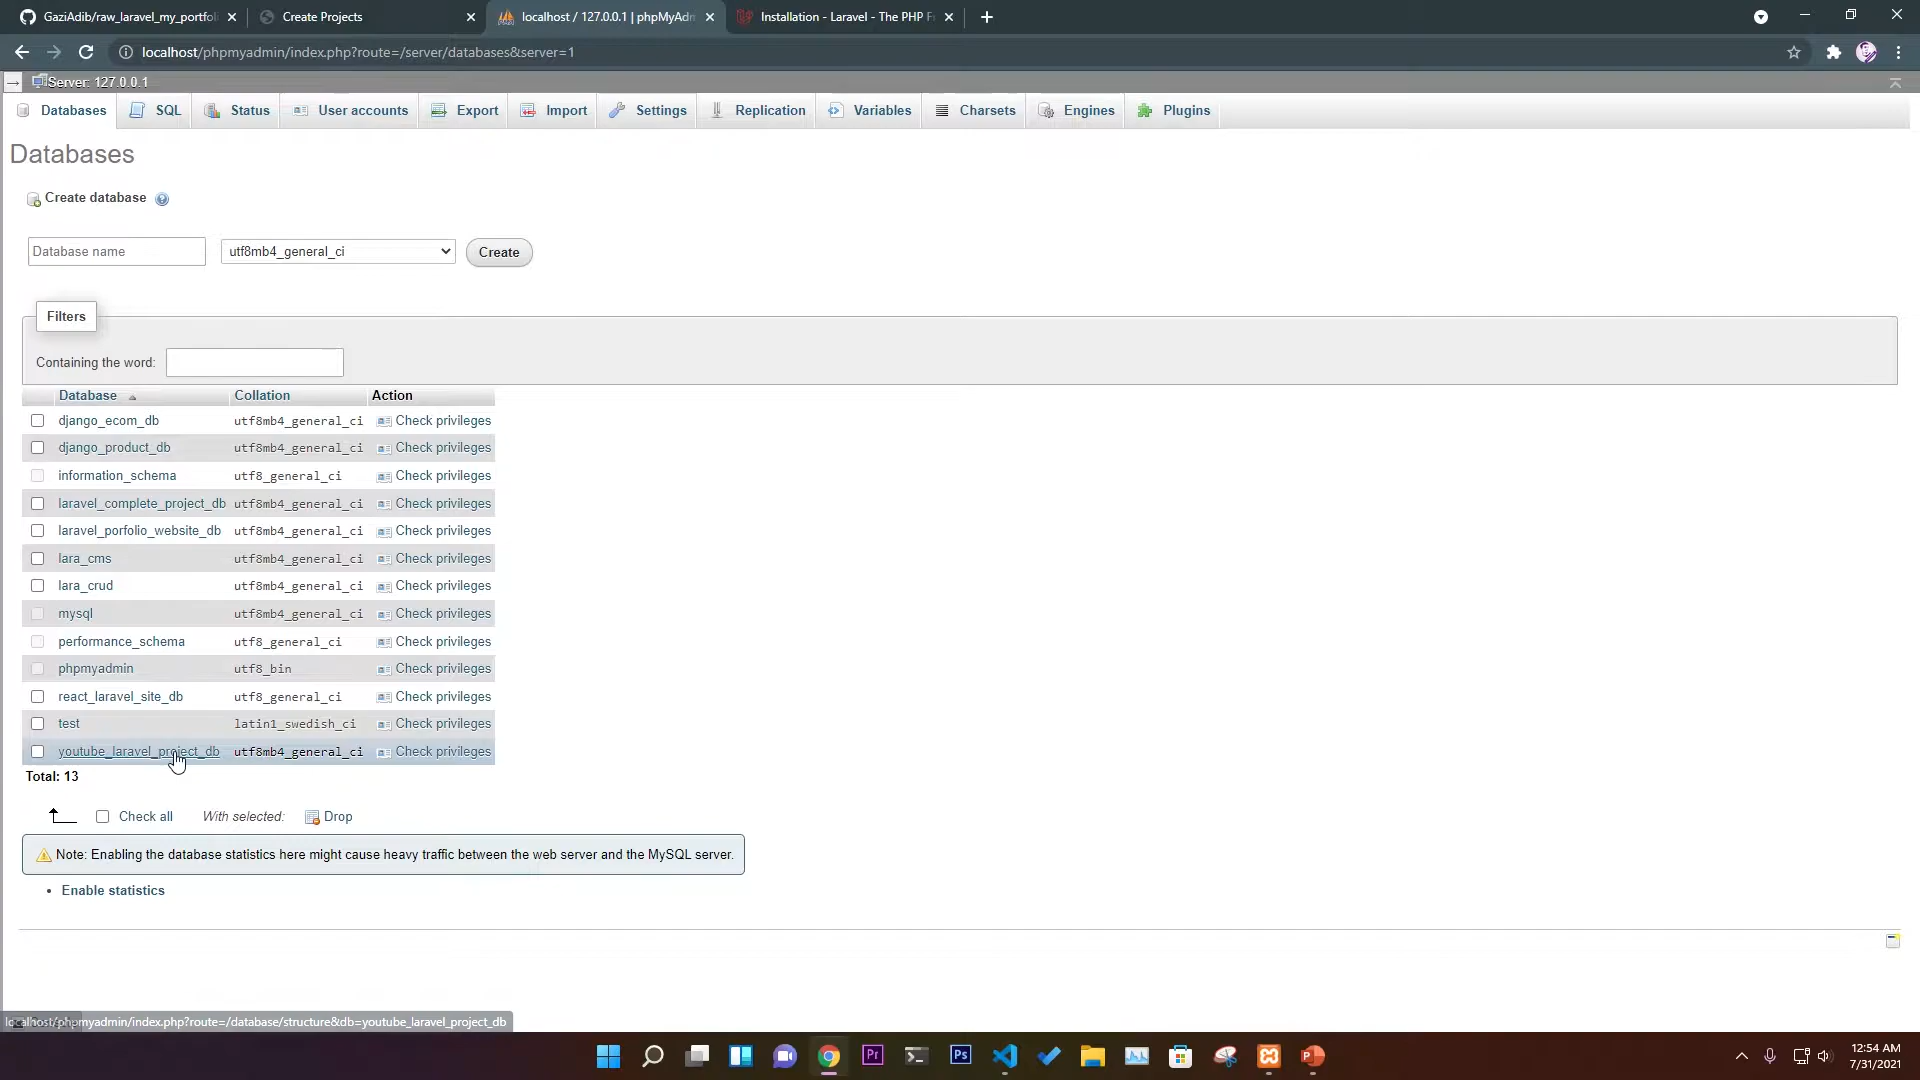 GaziAdib/raw_laravel_my_portfoli
Create Projects
localhost / 127.0.0.1 | phpMyAdm
Installation - Laravel - The PHP F
localhost/phpmyadmin/index.php?route=/server/databases&server=1
Server: 127.0.0.1
Databases SQL Status User accounts Export Import Settings Replication Variables Charsets Engines Plugins
Databases
Create database
Database name utf8mb4_general_ci Create
Filters
Containing the word:
Database Collation Action
django_ecom_db utf8mb4_general_ci Check privileges
django_product_db utf8mb4_general_ci Check privileges
information_schema utf8_general_ci Check privileges
laravel_complete_project_db utf8mb4_general_ci Check privileges
laravel_porfolio_website_db utf8mb4_general_ci Check privileges
lara_cms utf8mb4_general_ci Check privileges
lara_crud utf8mb4_general_ci Check privileges
mysql utf8mb4_general_ci Check privileges
performance_schema utf8_general_ci Check privileges
phpmyadmin utf8_bin Check privileges
react_laravel_site_db utf8_general_ci Check privileges
test latin1_swedish_ci Check privileges
youtube_laravel_project_db utf8mb4_general_ci Check privileges
Total: 13
Check all With selected: Drop
Note: Enabling the database statistics here might cause heavy traffic between the web server and the MySQL server.
• Enable statistics
localhost/phpmyadmin/index.php?route=/database/structure&db=youtube_laravel_project_db
Pr
Ps
12:54 AM
7/31/2021